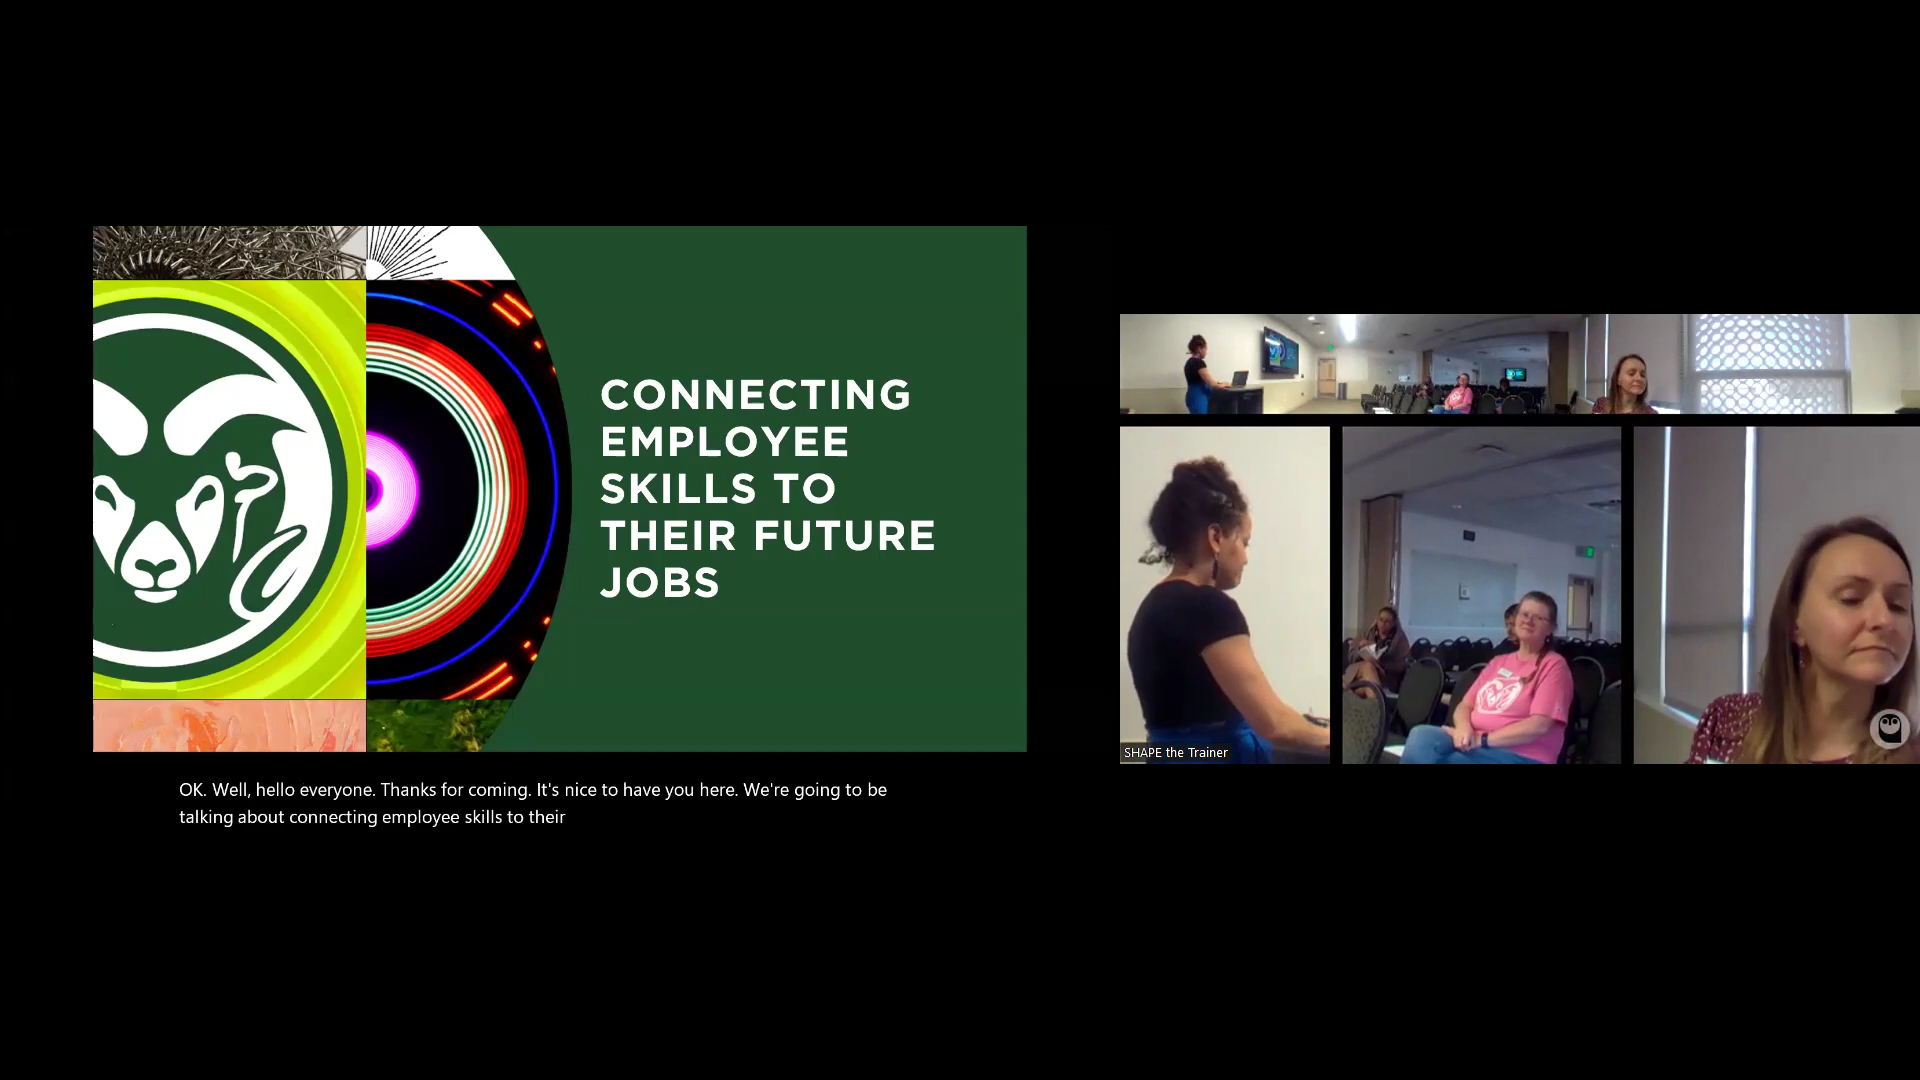 CONNECTING
EMPLOYEE
SKILLS TO
THEIR FUTURE
JOBS
OK. Well, hello everyone. Thanks for coming. It's nice to have you here. We're going to be
talking about connecting employee skills to their
SHAPE the Trainer